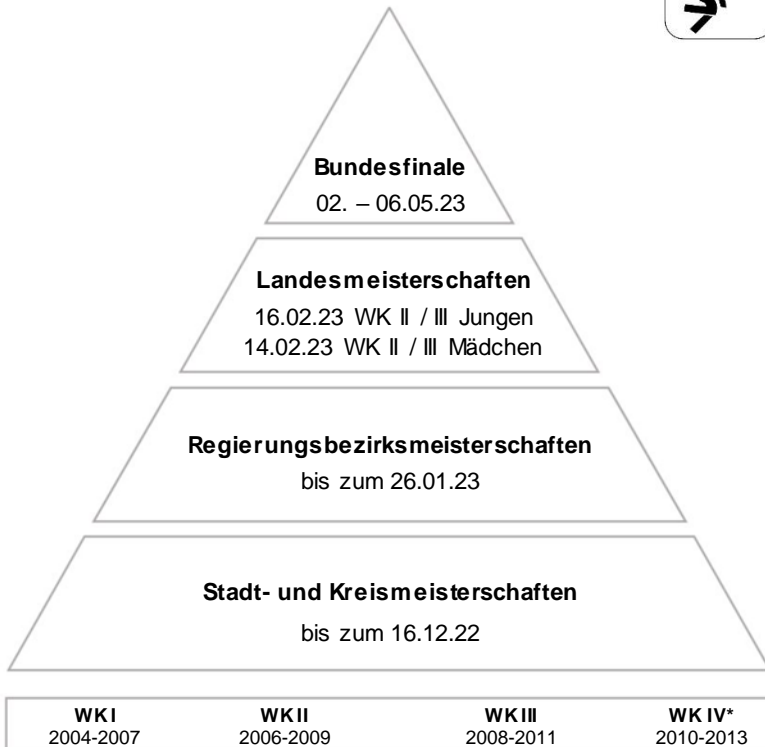 Bundesfinale
02. – 06.05.23
Landesmeisterschaften
16.02.23 WK II / III Jungen
14.02.23 WK II / III Mädchen
Regierungsbezirksmeisterschaften
bis zum 26.01.23
Stadt- und Kreismeisterschaften
bis zum 16.12.22
WK I WK II WK III WK IV*
2004-2007 2006-2009 2008-2011 2010-2013